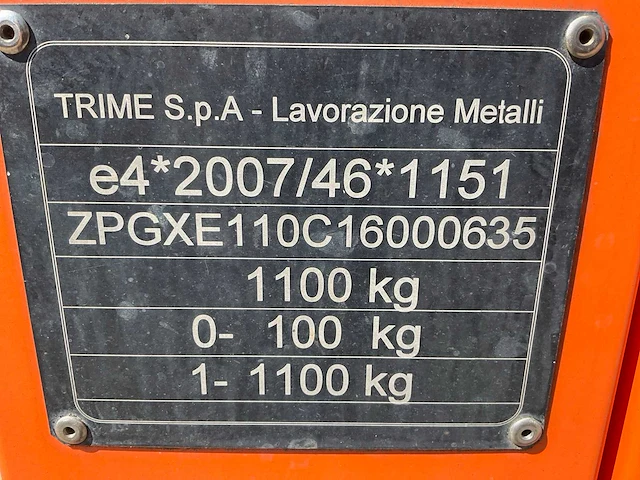 TRIME S.p.A - Lavorazione Metalli
e4*2007/46*1151
ZPGXE110C16000635
1100 kg
0- 100 kg
1- 1100 kg